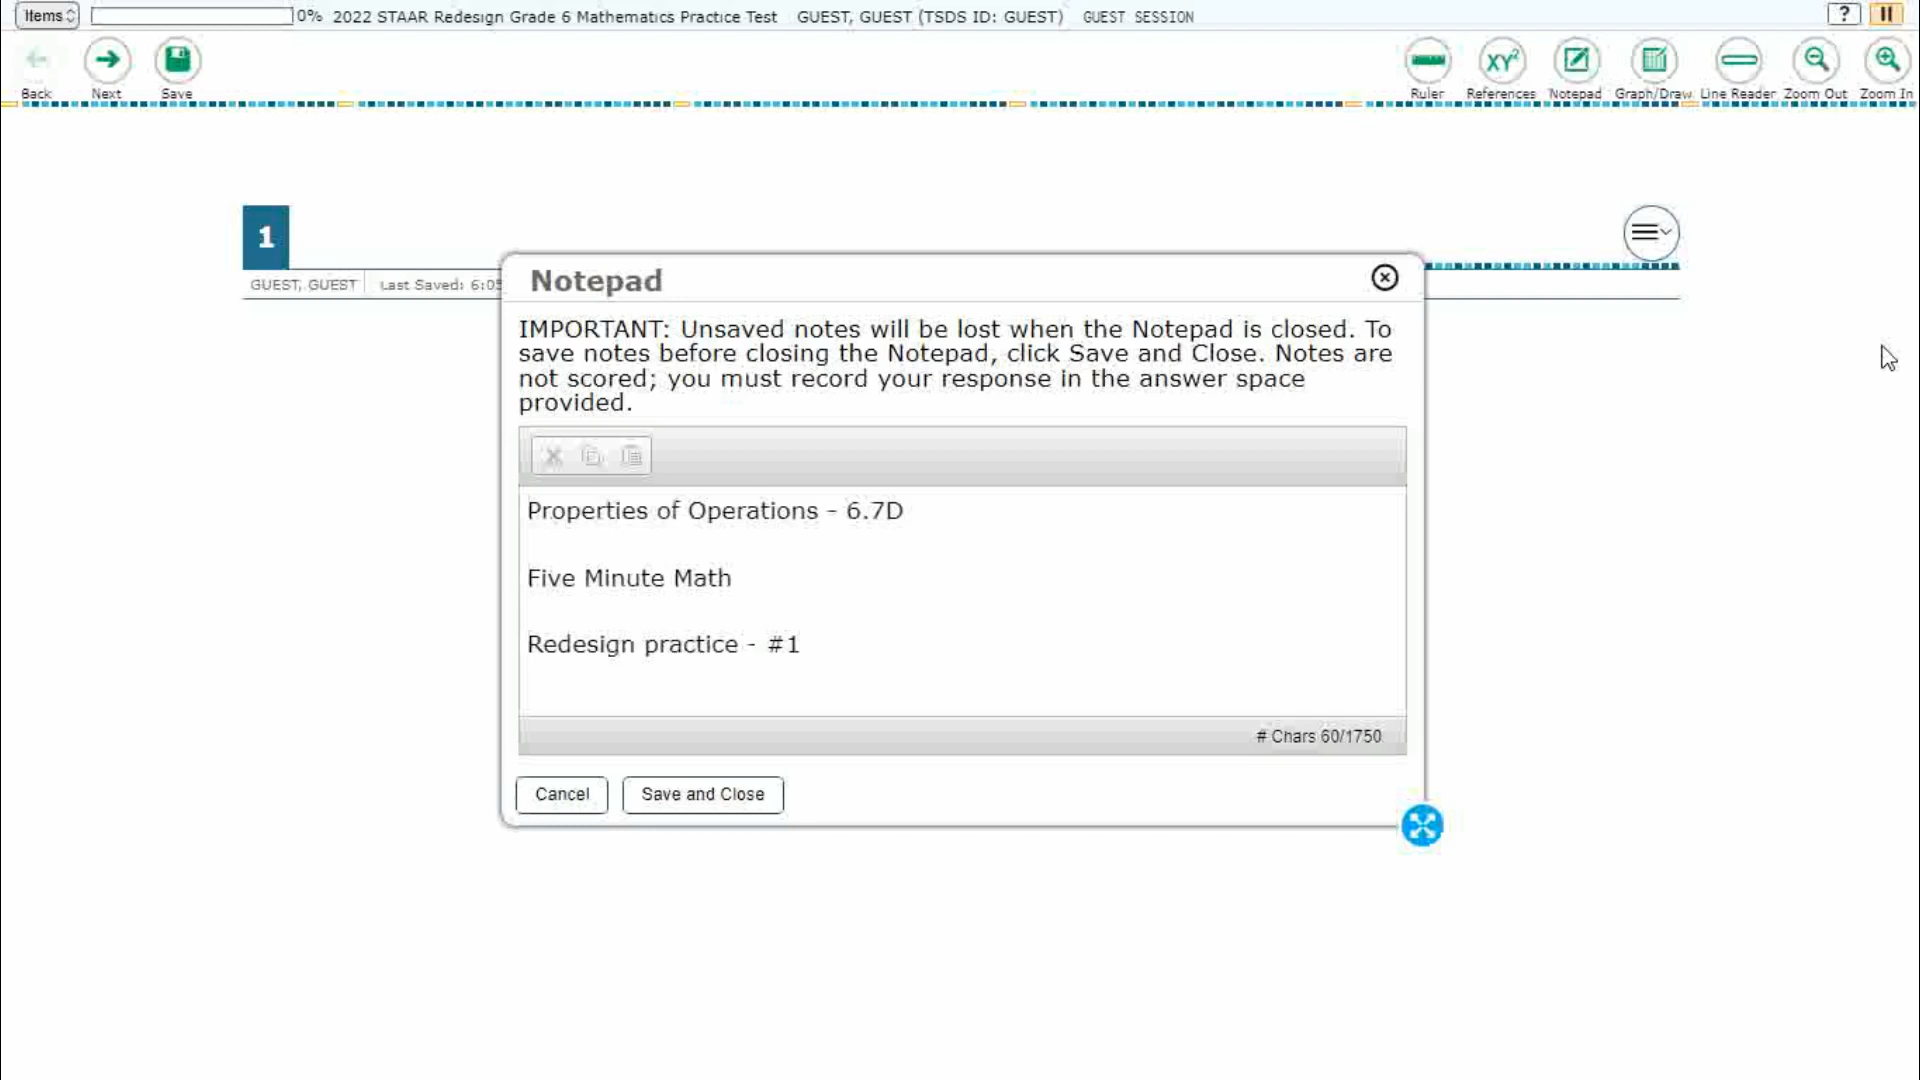 Items 0% 2022 STAAR Redesign Grade 6 Mathematics Practice Test GUEST, GUEST (TSDS ID: GUEST) GUEST SESSION ?
XY²
Back Next Save Ruler References Notepad Graph/Draw Line Reader Zoom Out Zoom In
1
GUEST, GUEST Last Saved: 6:05
Notepad
IMPORTANT: Unsaved notes will be lost when the Notepad is closed. To
save notes before closing the Notepad, click Save and Close. Notes are
not scored; you must record your response in the answer space
provided.
Properties of Operations - 6.7D
Five Minute Math
Redesign practice - #1
# Chars 60/1750
Cancel Save and Close